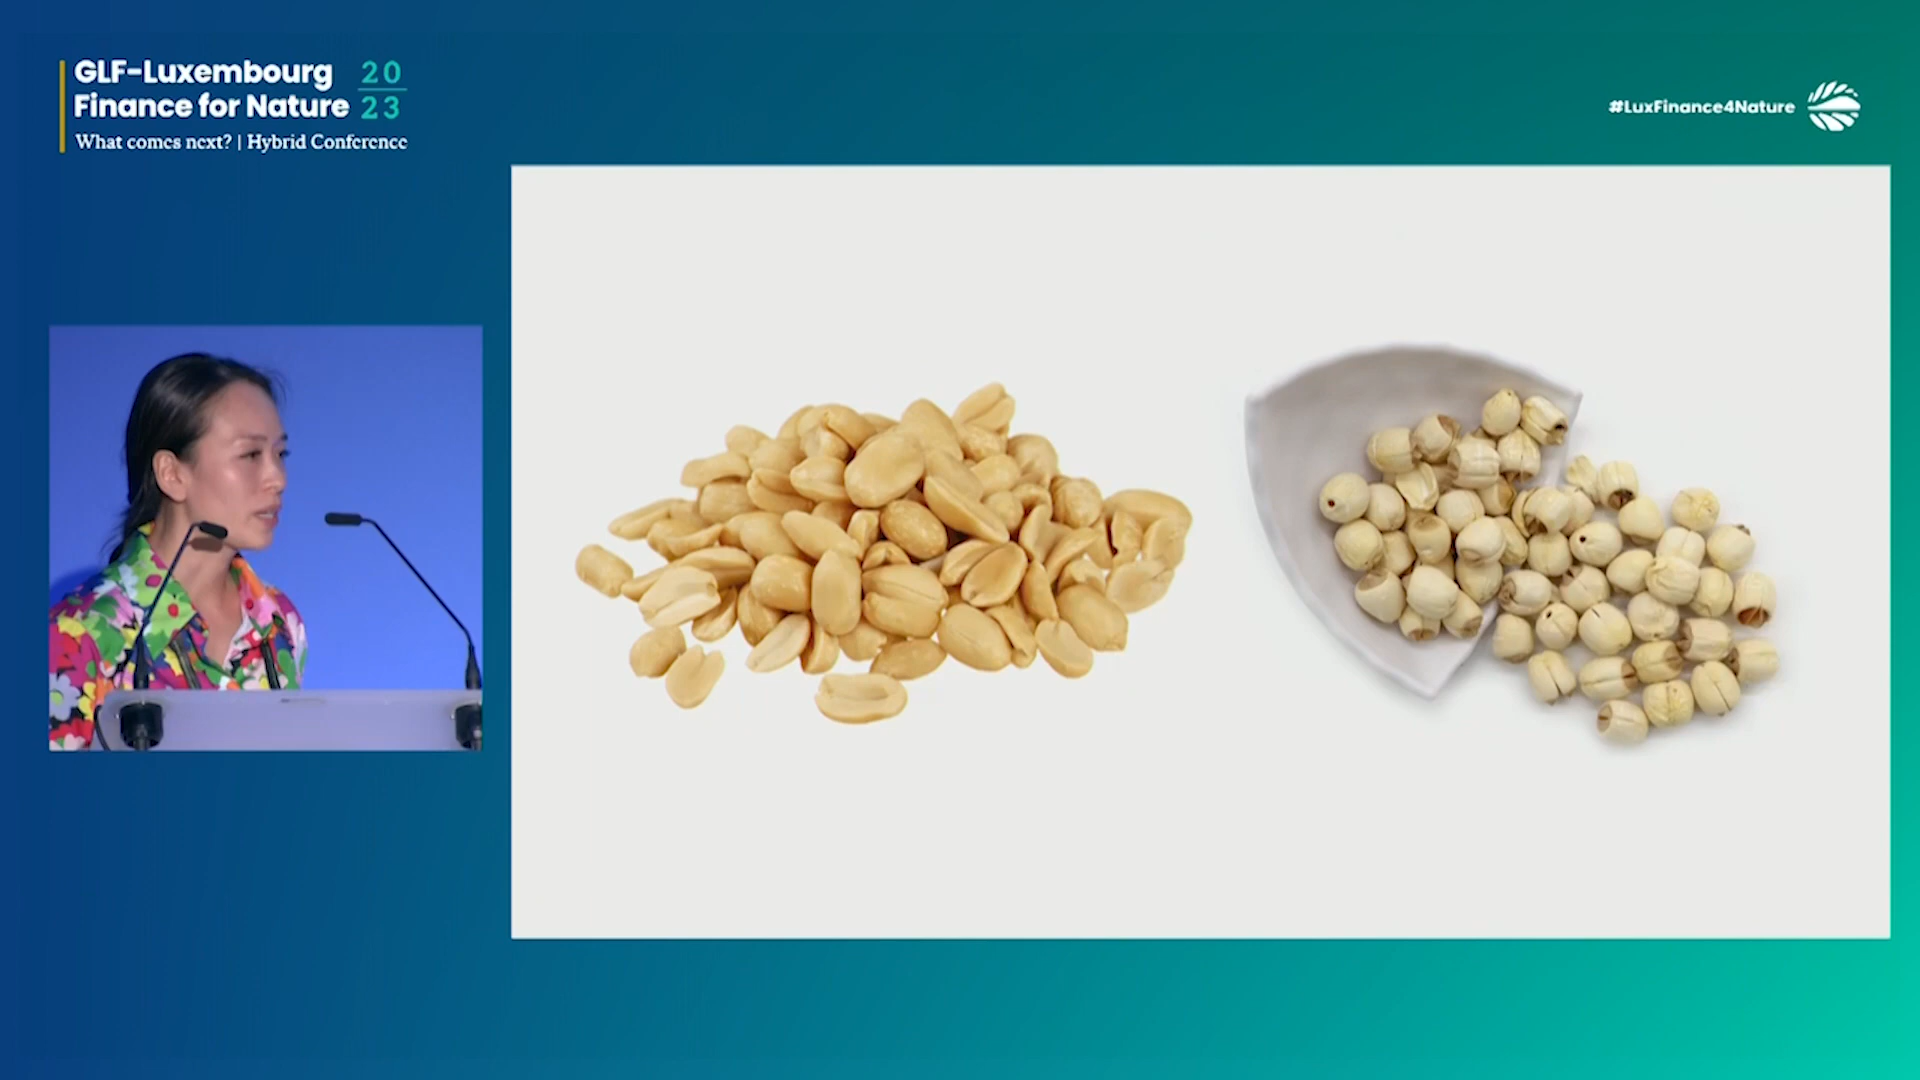 GLF-Luxembourg
Finance for Nature
20
23
What comes next? | Hybrid Conference
#LuxFinance4Nature